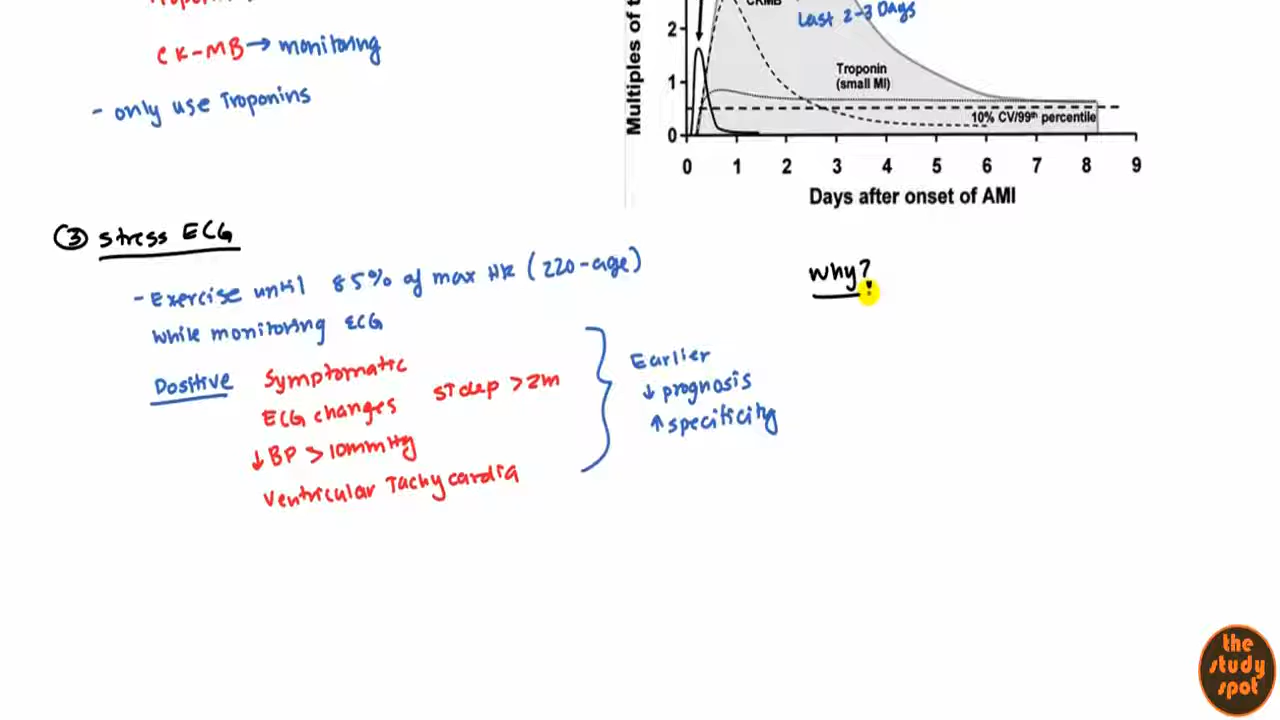 CK-MB → monitoring
- only use Troponins
Multiples of t
2
1
0
CKMB
Last 2-3 Days
Troponin
(small MI)
10% CV/99th percentile
0 1 2 3 4 5 6 7 8 9
Days after onset of AMI
③ Stress ECG
- Exercise until 85% of max HR (220-age)
while monitoring ECG
Positive Symptomatic
ECG changes ST dep > 2m
↓ BP > 10mmHg
Ventricular Tachycardia
Earlier
↓ prognosis
↑ specificity
Why?
the
study
spot